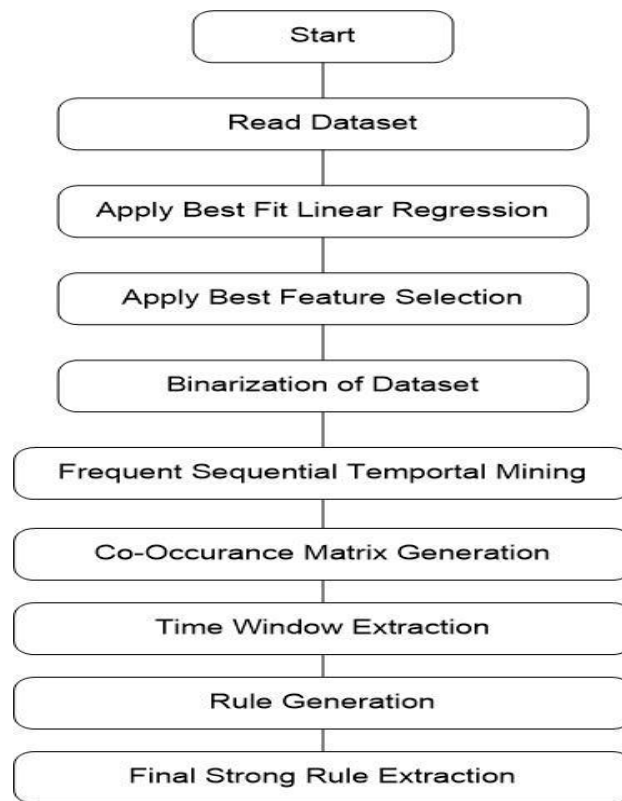 Start
Read Dataset
Apply Best Fit Linear Regression
Apply Best Feature Selection
Binarization of Dataset
Frequent Sequential Temportal Mining
Co-Occurance Matrix Generation
Time Window Extraction
Rule Generation
Final Strong Rule Extraction